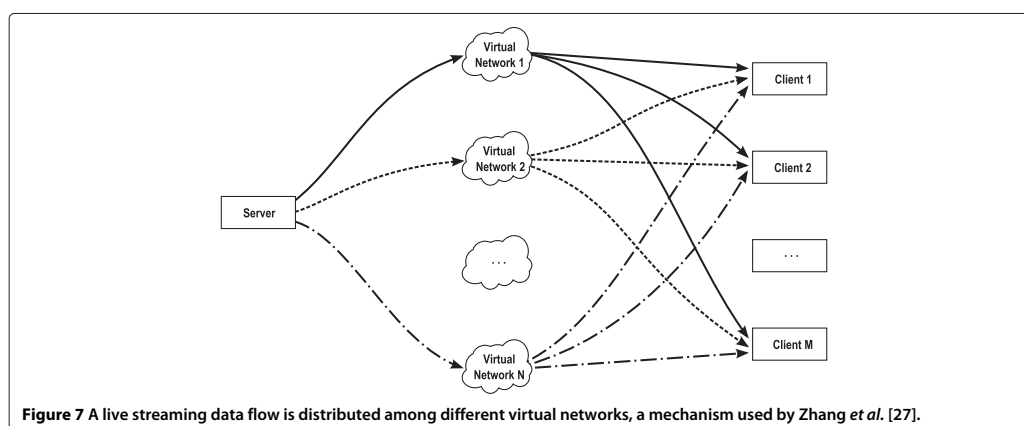 Virtual
Network 1
Client 1
Virtual
Network 2
Client 2
Server
...
...
Virtual
Network N
Client M
Figure 7 A live streaming data flow is distributed among different virtual networks, a mechanism used by Zhang et al. [27].